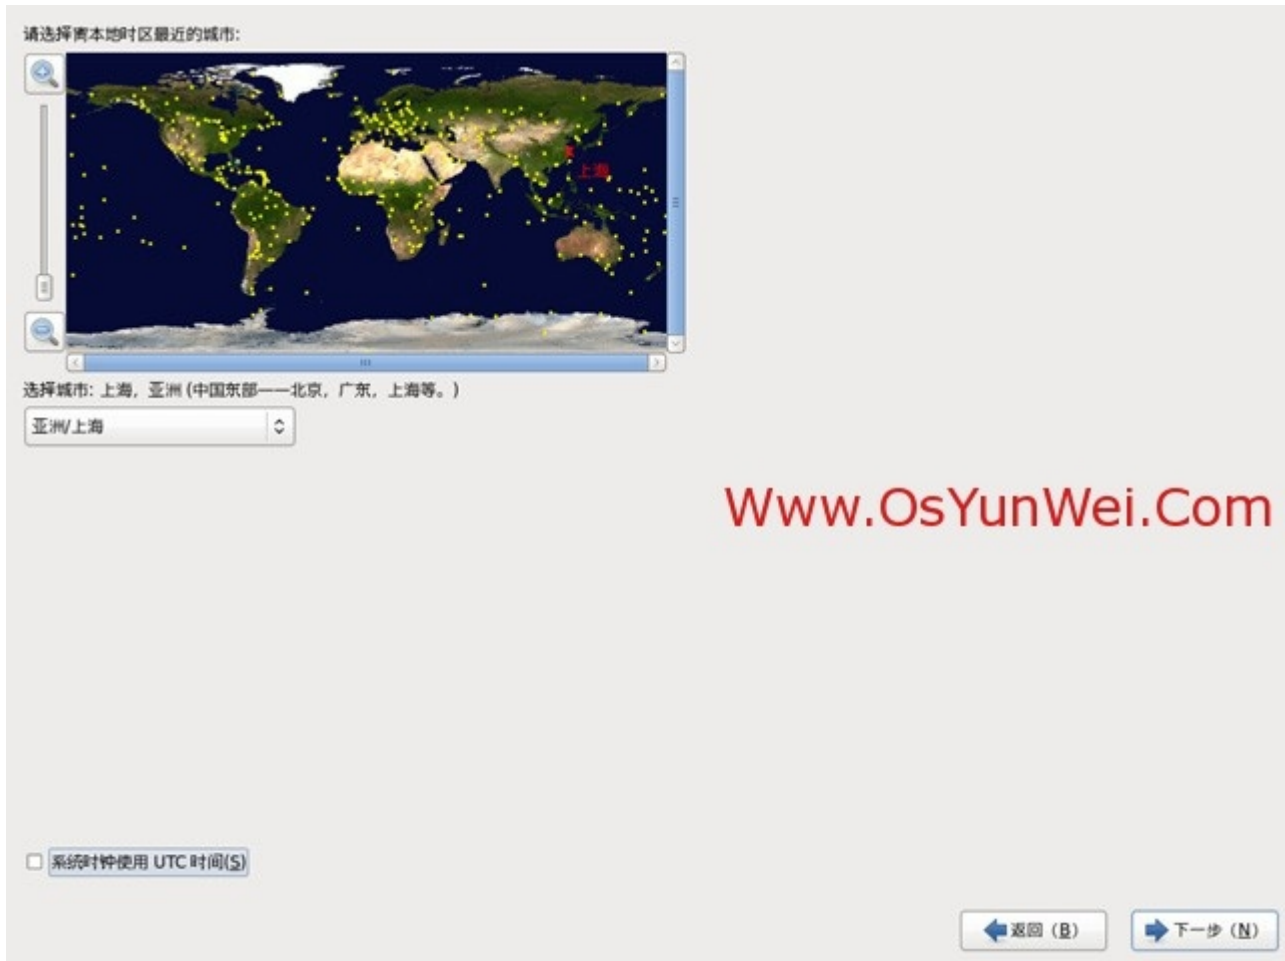 请选择离本地时区最近的城市:
上海
选择城市: 上海, 亚洲 (中国东部——北京, 广东, 上海等。)
亚洲/上海
Www.OsYunWei.Com
系统时钟使用 UTC 时间(S)
返回 (B)
下一步 (N)